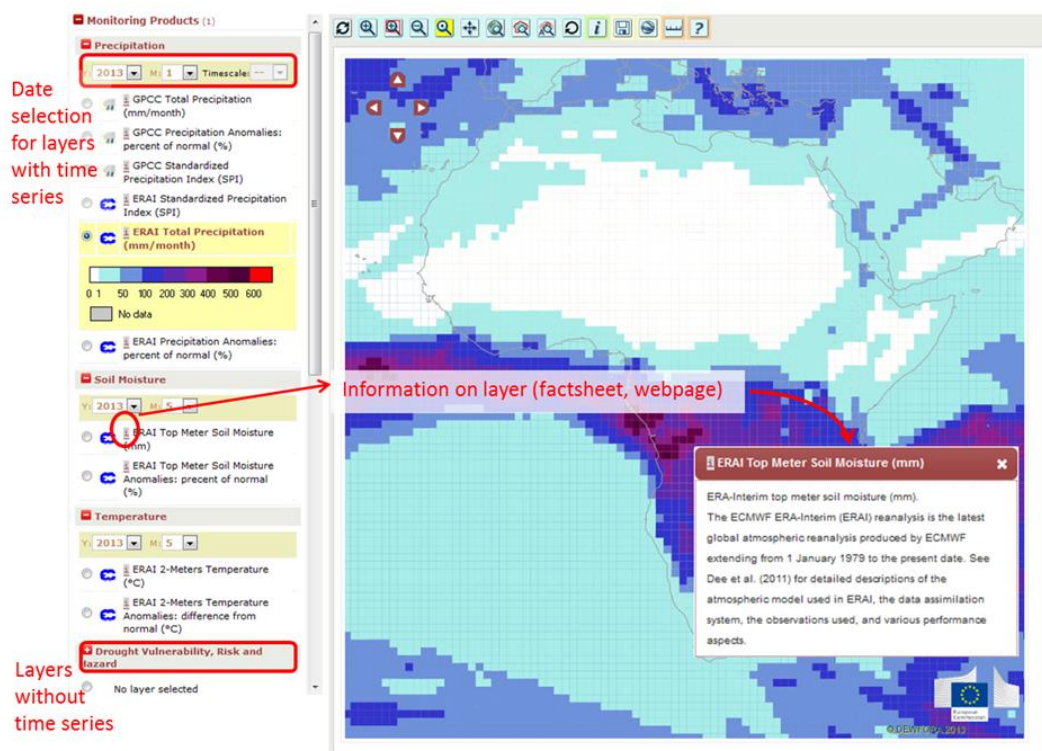 Monitoring Products (1)
Precipitation
Y: 2013 M: 1 Timescale: --
GPCC Total Precipitation
(mm/month)
GPCC Precipitation Anomalies:
percent of normal (%)
GPCC Standardized
Precipitation Index (SPI)
ERAI Standardized Precipitation
Index (SPI)
ERAI Total Precipitation
(mm/month)
0 1 50 100 200 300 400 500 600
No data
ERAI Precipitation Anomalies:
percent of normal (%)
Soil Moisture
Y: 2013 M: 5
ERAI Top Meter Soil Moisture
(mm)
ERAI Top Meter Soil Moisture
Anomalies: precent of normal
(%)
Temperature
Y: 2013 M: 5
ERAI 2-Meters Temperature
(°C)
ERAI 2-Meters Temperature
Anomalies: difference from
normal (°C)
Drought Vulnerability, Risk and
Hazard
No layer selected
Date
selection
for layers
with time
series
Layers
without
time series
i
?
Information on layer (factsheet, webpage)
i ERAI Top Meter Soil Moisture (mm)
ERA-Interim top meter soil moisture (mm).
The ECMWF ERA-Interim (ERAI) reanalysis is the latest
global atmospheric reanalysis produced by ECMWF
extending from 1 January 1979 to the present date. See
Dee et al. (2011) for detailed descriptions of the
atmospheric model used in ERAI, the data assimilation
system, the observations used, and various performance
aspects.
European
Commission
© DEWFORA, 2013